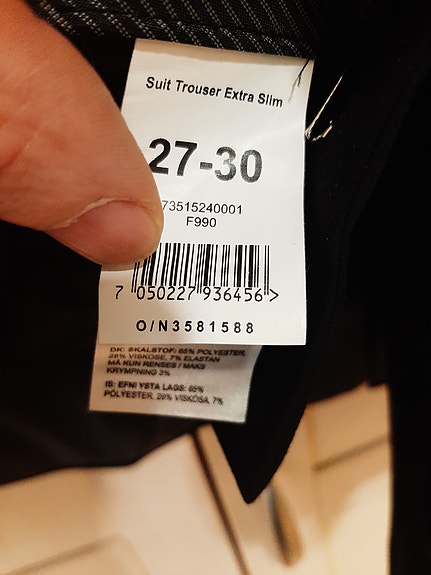 Suit Trouser Extra Slim
27-30
73515240001
F990
7 050227 936456 >
O/N3581588
DK: SKALSTOF: 65% POLYESTER,
28% VISKOSE, 7% ELASTAN
MÅ KUN RENSES / MAKS
KRYMPNING 3%
IS: EFNI YSTA LAGS: 65%
POLYESTER, 28% VISKOSA, 7%